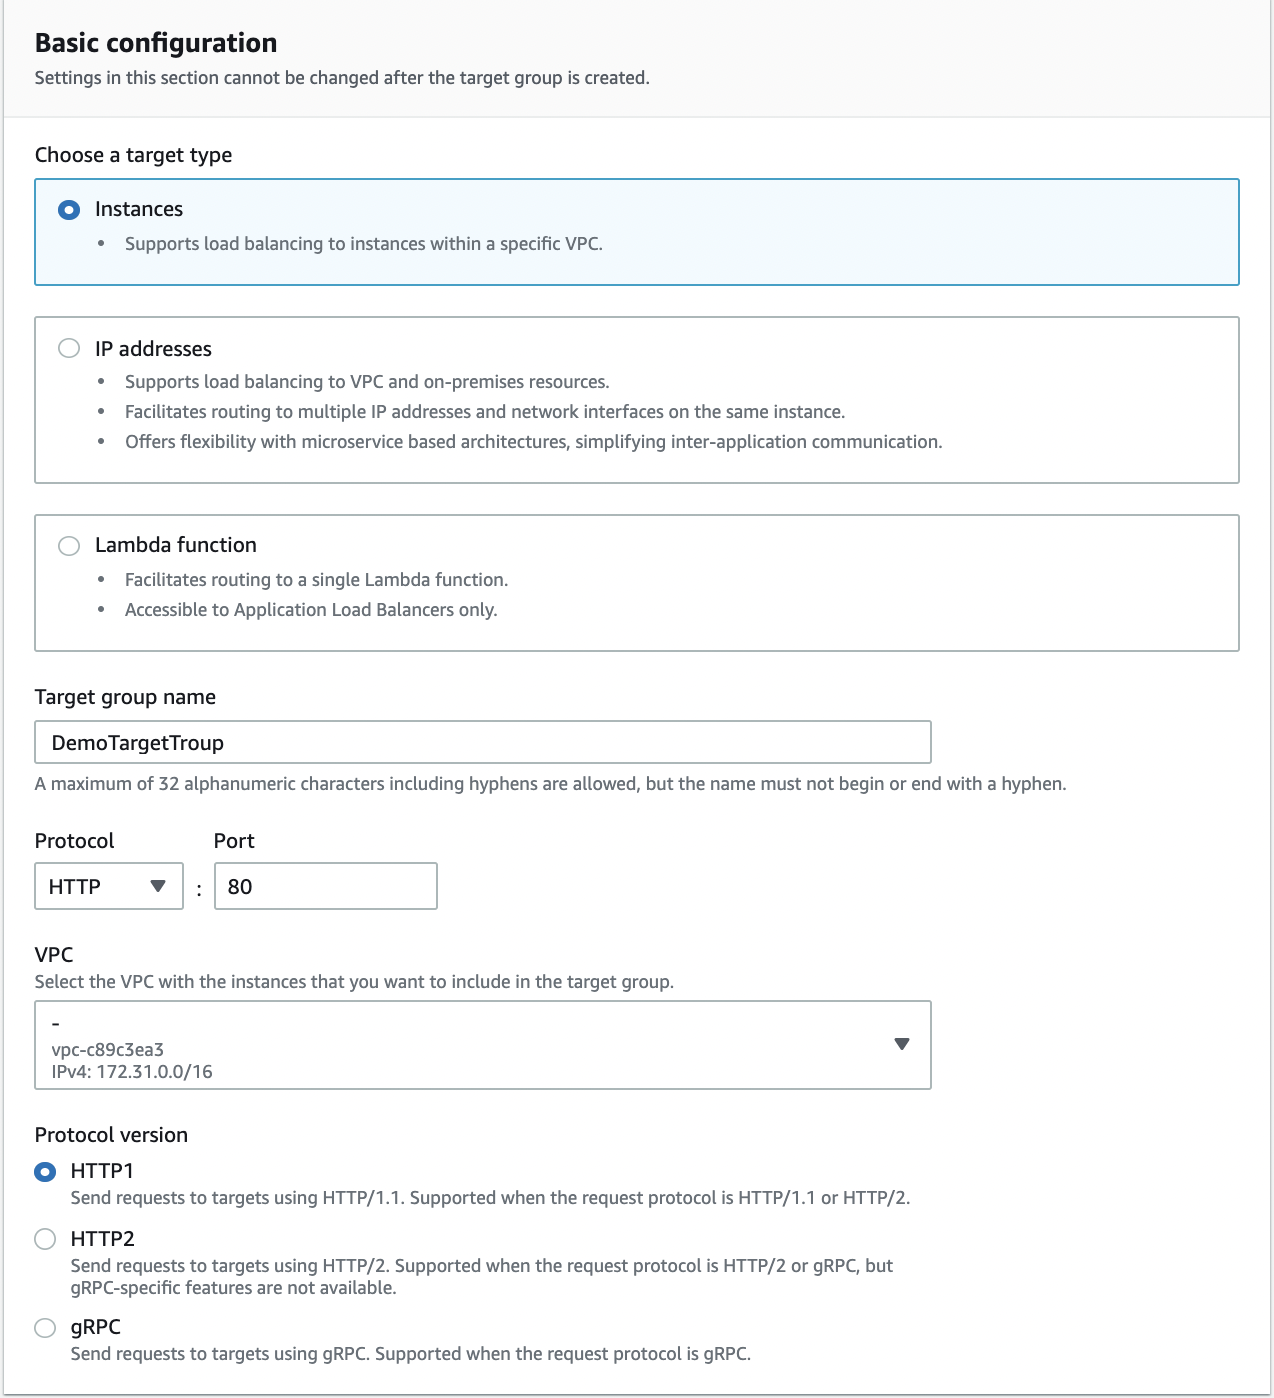 Basic configuration
Settings in this section cannot be changed after the target group is created.
Choose a target type
Instances
• Supports load balancing to instances within a specific VPC.
IP addresses
• Supports load balancing to VPC and on-premises resources.
• Facilitates routing to multiple IP addresses and network interfaces on the same instance.
• Offers flexibility with microservice based architectures, simplifying inter-application communication.
Lambda function
• Facilitates routing to a single Lambda function.
• Accessible to Application Load Balancers only.
Target group name
DemoTargetTroup
A maximum of 32 alphanumeric characters including hyphens are allowed, but the name must not begin or end with a hyphen.
Protocol Port
HTTP : 80
VPC
Select the VPC with the instances that you want to include in the target group.
-
vpc-c89c3ea3
IPv4: 172.31.0.0/16
Protocol version
HTTP1
Send requests to targets using HTTP/1.1. Supported when the request protocol is HTTP/1.1 or HTTP/2.
HTTP2
Send requests to targets using HTTP/2. Supported when the request protocol is HTTP/2 or gRPC, but
gRPC-specific features are not available.
gRPC
Send requests to targets using gRPC. Supported when the request protocol is gRPC.